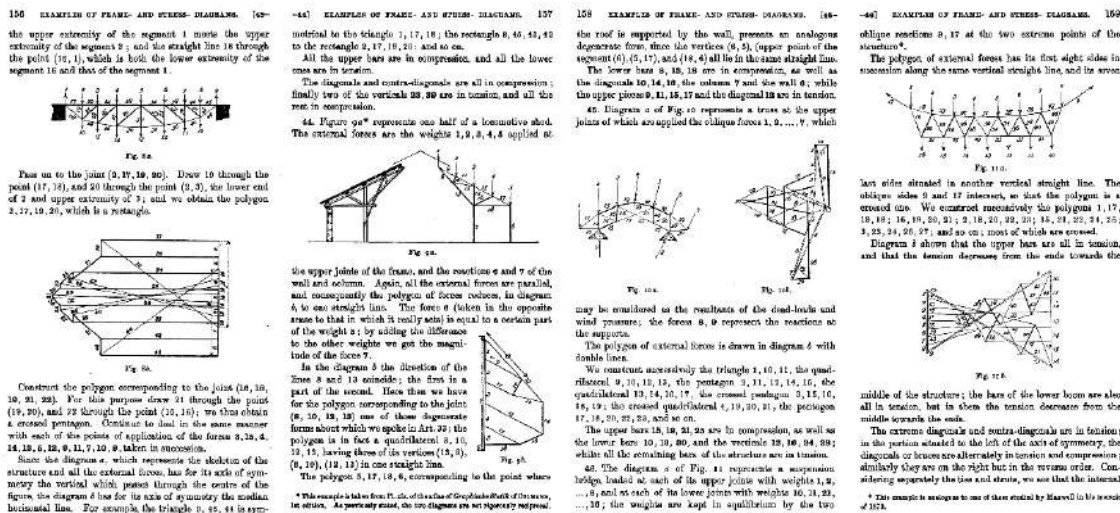 156 EXAMPLES OF FRAME- AND STRESS- DIAGRAMS. [43-
the upper extremity of the segment 1 meets the upper
extremity of the segment 2; and the straight line 18 through
the point (16, 1), which is both the lower extremity of the
segment 16 and that of the segment 1.
Fig. 8a.
Pass on to the joint (2, 17, 19, 20). Draw 19 through the
point (17, 18), and 20 through the point (2, 3), the lower end
of 2 and upper extremity of 3; and we obtain the polygon
2, 17, 19, 20, which is a rectangle.
Fig. 8b.
Construct the polygon corresponding to the joint (18, 19, 21, 22). For this purpose draw 21 through the point
(19, 20), and 22 through the point (15, 16); we thus obtain
a crossed pentagon. Continue to deal in the same manner
with each of the points of application of the forces 3, 15, 4,
14, 13, 5, 12, 6, 11, 7, 10, 9, taken in succession.
Since the diagram a, which represents the skeleton of the
structure and all the external forces, has for its axis of sym-
metry the vertical which passes through the centre of the
figure, the diagram b has for its axis of symmetry the median
horizontal line. For example, the triangle 9, 45, 44 is sym-
-44] EXAMPLES OF FRAME- AND STRESS- DIAGRAMS. 157
metrical to the triangle 1, 17, 18; the rectangle 8, 45, 43, 42
to the rectangle 2, 17, 19, 20: and so on.
All the upper bars are in compression, and all the lower
ones are in tension.
The diagonals and contra-diagonals are all in compression;
finally two of the verticals 23, 39 are in tension, and all the
rest in compression.
44. Figure 9a* represents one half of a locomotive shed.
The external forces are the weights 1, 2, 3, 4, 5 applied at
Fig. 9a.
the upper joints of the frame, and the reactions 6 and 7 of the
wall and column. Again, all the external forces are parallel,
and consequently the polygon of forces reduces, in diagram
b, to one straight line. The force 6 (taken in the opposite
sense to that in which it really acts) is equal to a certain part
of the weight 5; by adding the difference
to the other weights we get the magni-
tude of the force 7.
In the diagram b the direction of the
lines 8 and 13 coincide; the first is a
part of the second. Here then we have
for the polygon corresponding to the joint
(8, 10, 12, 13) one of those degenerate
forms about which we spoke in Art. 33; the
polygon is in fact a quadrilateral 8, 10,
12, 13, having three of its vertices (13, 8),
(8, 10), (12, 13) in one straight line.
Fig. 9b.
The polygon 5, 17, 18, 6, corresponding to the point where
* This example is taken from Pl. of the atlas of Graphische Statik of
1st edition. As previously stated, the two diagrams are not rigorously reciprocal.
158 EXAMPLES OF FRAME- AND STRESS- DIAGRAMS. [45-
the roof is supported by the wall, presents an analogous
degenerate form, since the vertices (6, 5), (upper point of the
segment (6), (5, 17), and (18, 6) all lie in the same straight line.
The lower bars 8, 13, 18 are in compression, as well as
the diagonals 10, 14, 16, the column 7 and the wall 6; while
the upper pieces 9, 11, 15, 17 and the diagonal 12 are in tension.
45. Diagram a of Fig. 10 represents a truss at the upper
joints of which are applied the oblique forces 1, 2, ..., 7, which
Fig. 10a.
Fig. 10b.
may be considered as the resultants of the dead-loads and
wind pressure; the forces 8, 9 represent the reactions at
the supports.
The polygon of external forces is drawn in diagram b with
double lines.
We construct successively the triangle 1, 10, 11, the quad-
rilateral 9, 10, 12, 13, the pentagon 2, 11, 12, 14, 15, the
quadrilateral 13, 14, 16, 17, the crossed pentagon 3, 15, 16,
18, 19; the crossed quadrilateral 4, 19, 20, 21, the pentagon
17, 18, 20, 22, 23, and so on.
The upper bars 15, 19, 21, 25 are in compression, as well as
the lower bars 10, 13, 30, and the verticals 12, 16, 24, 28;
whilst all the remaining bars of the structure are in tension.
46. The diagram a of Fig. 11 represents a suspension
bridge, loaded at each of its upper joints with weights 1, 2,
..., 8, and at each of its lower joints with weights 10, 11, 12,
..., 16; the weights are kept in equilibrium by the two
-46] EXAMPLES OF FRAME- AND STRESS- DIAGRAMS. 159
oblique reactions 9, 17 at the two extreme points of the
structure*.
The polygon of external forces has its first eight sides in
succession along the same vertical straight line, and its seven
Fig. 11a.
last sides situated in another vertical straight line. The
oblique sides 9 and 17 intersect, so that the polygon is a
crossed one. We construct successively the polygons 1, 17,
18, 19; 16, 19, 20, 21; 2, 18, 20, 22, 23; 15, 21, 22, 24, 25;
3, 23, 24, 26, 27; and so on; most of which are crossed.
Diagram b shows that the upper bars are all in tension,
and that the tension decreases from the ends towards the
Fig. 11b.
middle of the structure; the bars of the lower boom are also
all in tension, but in them the tension decreases from the
middle towards the ends.
The extreme diagonals and contra-diagonals are in tension;
in the portion situated to the left of the axis of symmetry, the
diagonals or braces are alternately in tension and compression;
similarly they are on the right but in the reverse order. Con-
sidering separately the ties and struts, we see that the internal
* This example is analogous to one of those studied by Maxwell in his memoir
of 1872.